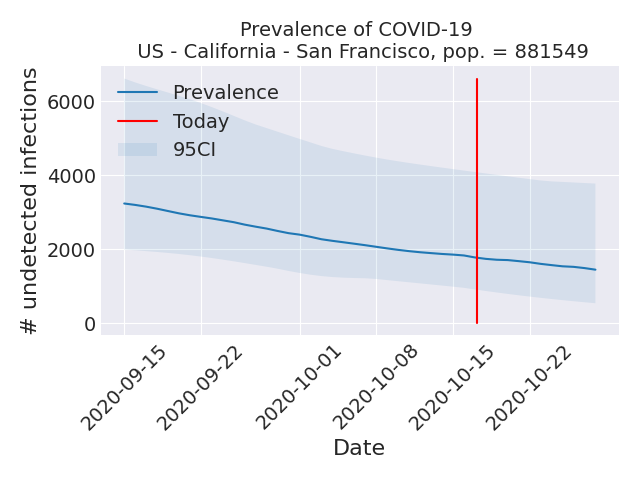 Prevalence of COVID-19
US - California - San Francisco, pop. = 881549
# undetected infections
6000
4000
2000
0
Prevalence
Today
95CI
2020-09-15
2020-09-22
2020-10-01
2020-10-08
2020-10-15
2020-10-22
Date